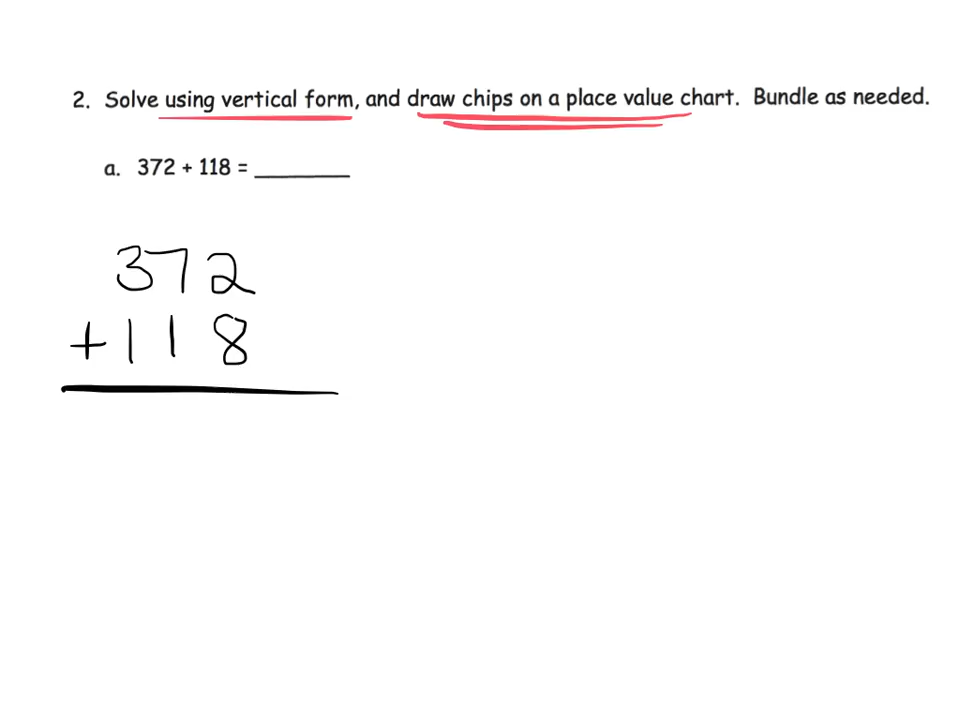 2. Solve using vertical form, and draw chips on a place value chart. Bundle as needed.
a. 372 + 118 = ________
372
+118